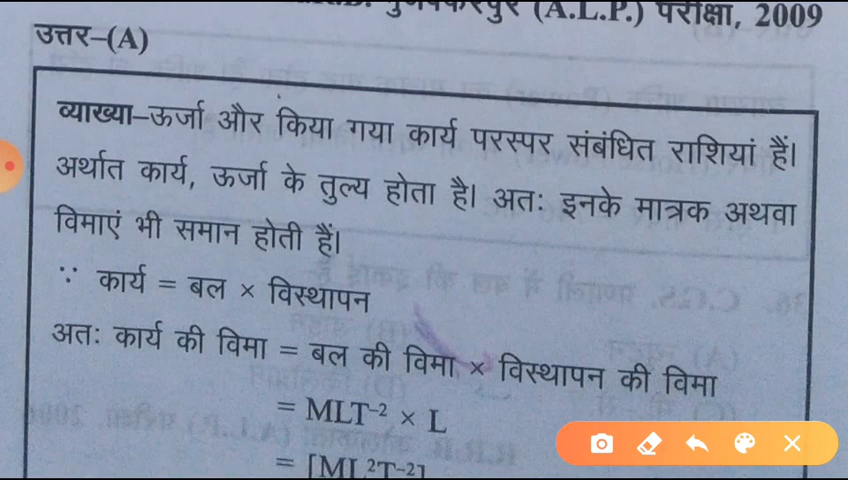 मुजफ्फरपुर (A.L.P.) परीक्षा, 2009
उत्तर–(A)
व्याख्या–ऊर्जा और किया गया कार्य परस्पर संबंधित राशियां हैं।
अर्थात कार्य, ऊर्जा के तुल्य होता है। अतः इनके मात्रक अथवा
विमाएं भी समान होती हैं।
∵ कार्य = बल × विस्थापन
अतः कार्य की विमा = बल की विमा × विस्थापन की विमा
= MLT⁻² × L
= [ML²T⁻²]